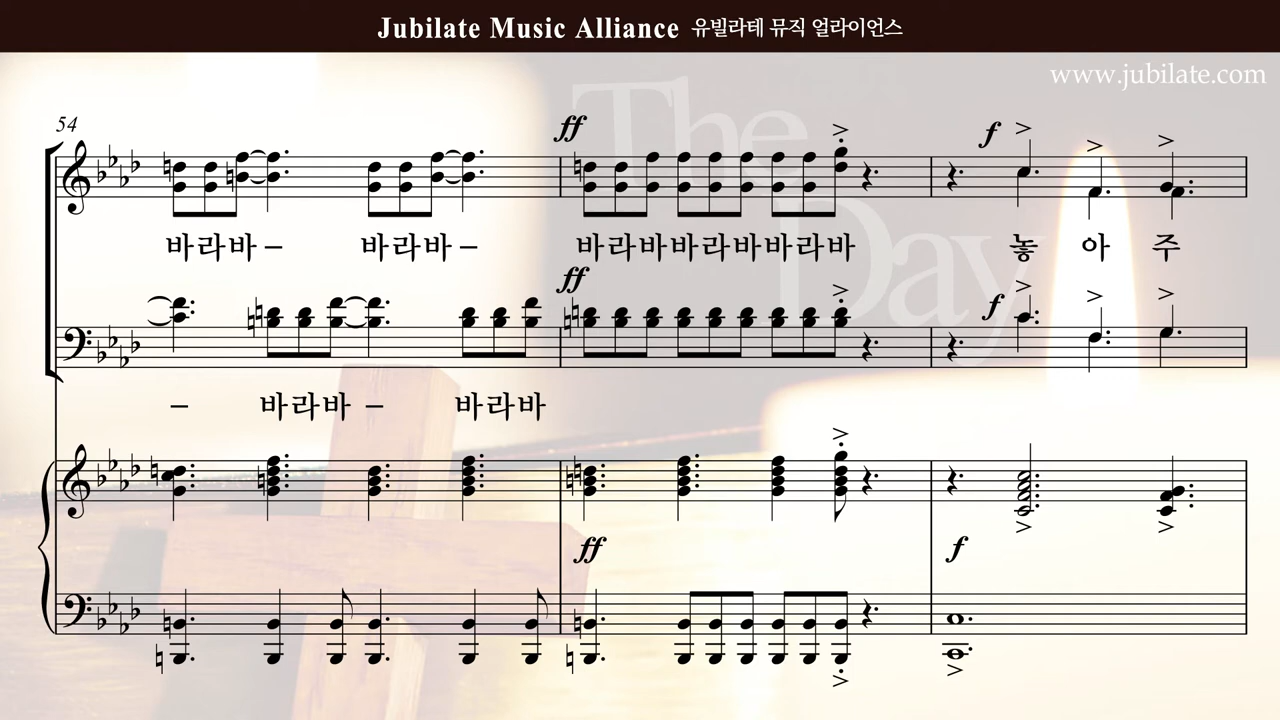 Jubilate Music Alliance 유빌라테 뮤직 얼라이언스
www.jubilate.com
The
Day
54
ff
f
바라바– 바라바– 바라바바라바바라바 놓 아 주
ff
f
– 바라바 – 바라바
ff
f